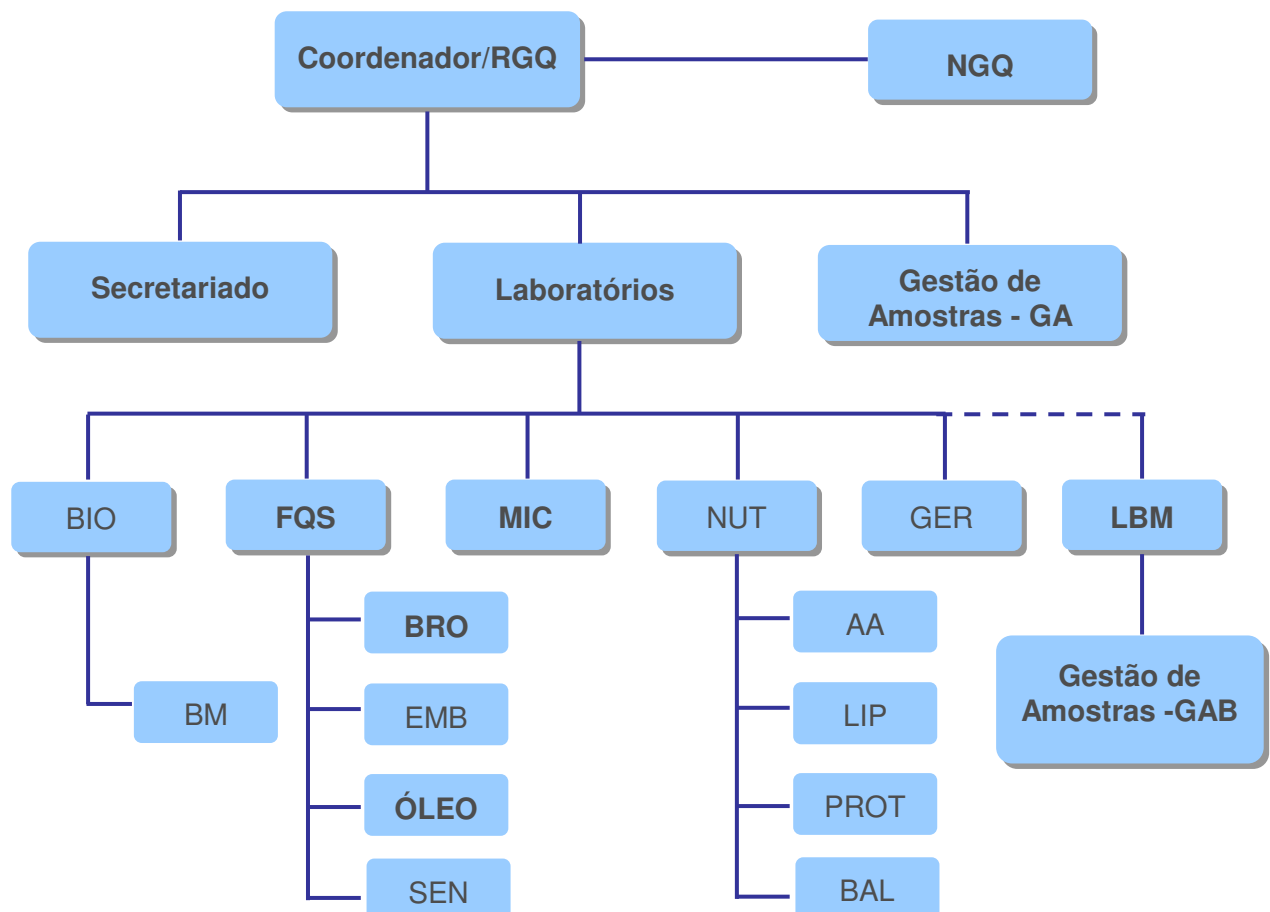 Coordenador/RGQ
NGQ
Secretariado
Laboratórios
Gestão de
Amostras - GA
BIO
FQS
MIC
NUT
GER
LBM
BRO
AA
Gestão de
Amostras -GAB
BM
EMB
LIP
ÓLEO
PROT
SEN
BAL